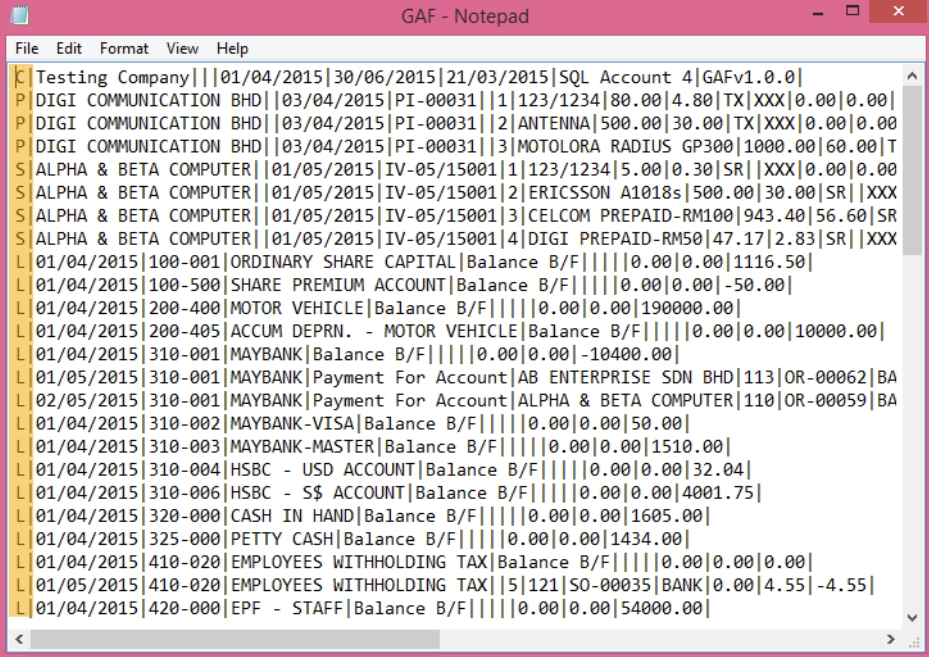 GAF - Notepad
File Edit Format View Help
C|Testing Company|||01/04/2015|30/06/2015|21/03/2015|SQL Account 4|GAFv1.0.0|
P|DIGI COMMUNICATION BHD||03/04/2015|PI-00031||1|123/1234|80.00|4.80|TX|XXX|0.00|0.00|
P|DIGI COMMUNICATION BHD||03/04/2015|PI-00031||2|ANTENNA|500.00|30.00|TX|XXX|0.00|0.00
P|DIGI COMMUNICATION BHD||03/04/2015|PI-00031||3|MOTOLORA RADIUS GP300|1000.00|60.00|T
S|ALPHA & BETA COMPUTER||01/05/2015|IV-05/15001|1|123/1234|5.00|0.30|SR||XXX|0.00|0.00
S|ALPHA & BETA COMPUTER||01/05/2015|IV-05/15001|2|ERICSSON A1018s|500.00|30.00|SR||XXX
S|ALPHA & BETA COMPUTER||01/05/2015|IV-05/15001|3|CELCOM PREPAID-RM100|943.40|56.60|SR
S|ALPHA & BETA COMPUTER||01/05/2015|IV-05/15001|4|DIGI PREPAID-RM50|47.17|2.83|SR||XXX
L|01/04/2015|100-001|ORDINARY SHARE CAPITAL|Balance B/F|||||0.00|0.00|1116.50|
L|01/04/2015|100-500|SHARE PREMIUM ACCOUNT|Balance B/F|||||0.00|0.00|-50.00|
L|01/04/2015|200-400|MOTOR VEHICLE|Balance B/F|||||0.00|0.00|190000.00|
L|01/04/2015|200-405|ACCUM DEPRN. - MOTOR VEHICLE|Balance B/F|||||0.00|0.00|10000.00|
L|01/04/2015|310-001|MAYBANK|Balance B/F|||||0.00|0.00|-10400.00|
L|01/05/2015|310-001|MAYBANK|Payment For Account|AB ENTERPRISE SDN BHD|113|OR-00062|BA
L|02/05/2015|310-001|MAYBANK|Payment For Account|ALPHA & BETA COMPUTER|110|OR-00059|BA
L|01/04/2015|310-002|MAYBANK-VISA|Balance B/F|||||0.00|0.00|50.00|
L|01/04/2015|310-003|MAYBANK-MASTER|Balance B/F|||||0.00|0.00|1510.00|
L|01/04/2015|310-004|HSBC - USD ACCOUNT|Balance B/F|||||0.00|0.00|32.04|
L|01/04/2015|310-006|HSBC - S$ ACCOUNT|Balance B/F|||||0.00|0.00|4001.75|
L|01/04/2015|320-000|CASH IN HAND|Balance B/F|||||0.00|0.00|1605.00|
L|01/04/2015|325-000|PETTY CASH|Balance B/F|||||0.00|0.00|1434.00|
L|01/04/2015|410-020|EMPLOYEES WITHHOLDING TAX|Balance B/F|||||0.00|0.00|0.00|
L|01/05/2015|410-020|EMPLOYEES WITHHOLDING TAX||5|121|SO-00035|BANK|0.00|4.55|-4.55|
L|01/04/2015|420-000|EPF - STAFF|Balance B/F|||||0.00|0.00|54000.00|